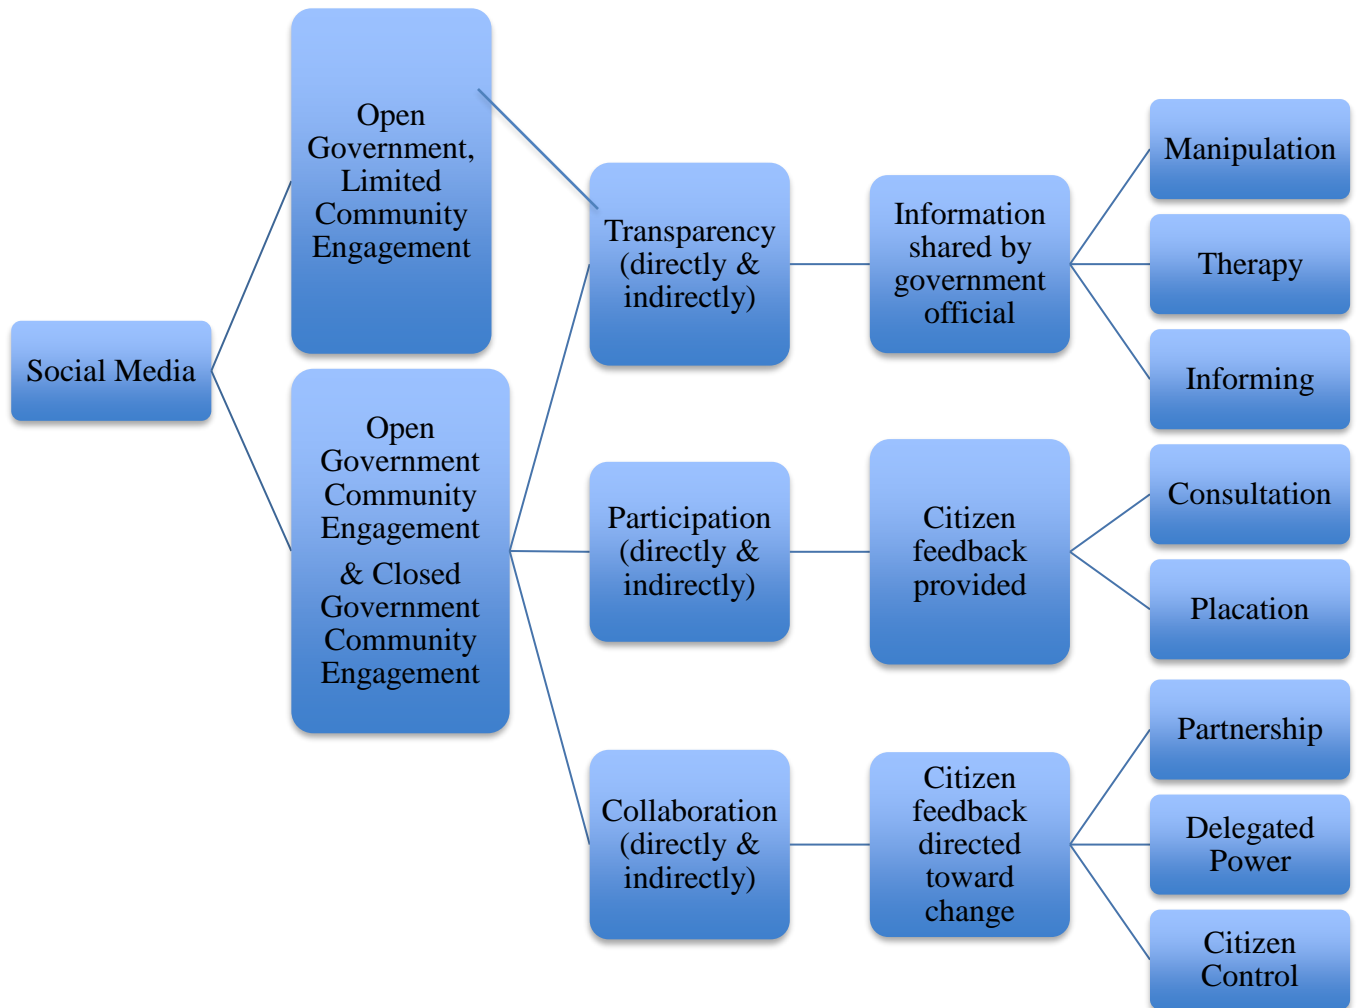 Social Media
Open
Government,
Limited
Community
Engagement
Open
Government
Community
Engagement
& Closed
Government
Community
Engagement
Transparency
(directly &
indirectly)
Information
shared by
government
official
Manipulation
Therapy
Informing
Participation
(directly &
indirectly)
Citizen
feedback
provided
Consultation
Placation
Collaboration
(directly &
indirectly)
Citizen
feedback
directed
toward
change
Partnership
Delegated
Power
Citizen
Control